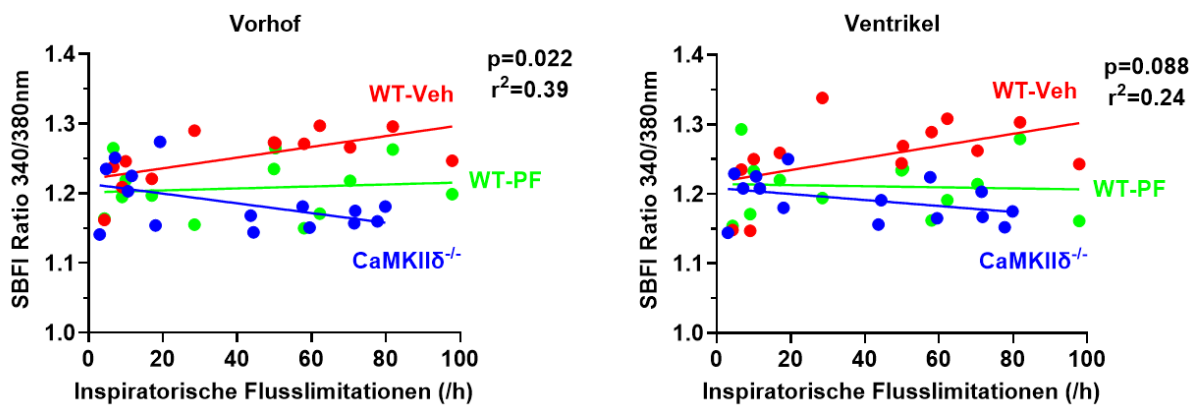 Vorhof
1.4
1.3
1.2
1.1
1.0
SBFI Ratio 340/380nm
p=0.022
r²=0.39
WT-Veh
WT-PF
CaMKIIδ⁻/⁻
0 20 40 60 80 100
Inspiratorische Flusslimitationen (/h)
Ventrikel
1.4
1.3
1.2
1.1
1.0
SBFI Ratio 340/380nm
p=0.088
r²=0.24
WT-Veh
WT-PF
CaMKIIδ⁻/⁻
0 20 40 60 80 100
Inspiratorische Flusslimitationen (/h)